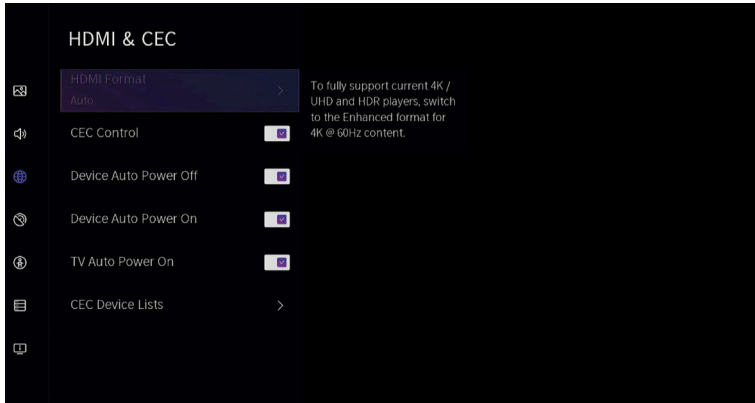 HDMI & CEC
HDMI Format
Auto
To fully support current 4K /
UHD and HDR players, switch
to the Enhanced format for
4K @ 60Hz content.
CEC Control
Device Auto Power Off
Device Auto Power On
TV Auto Power On
CEC Device Lists